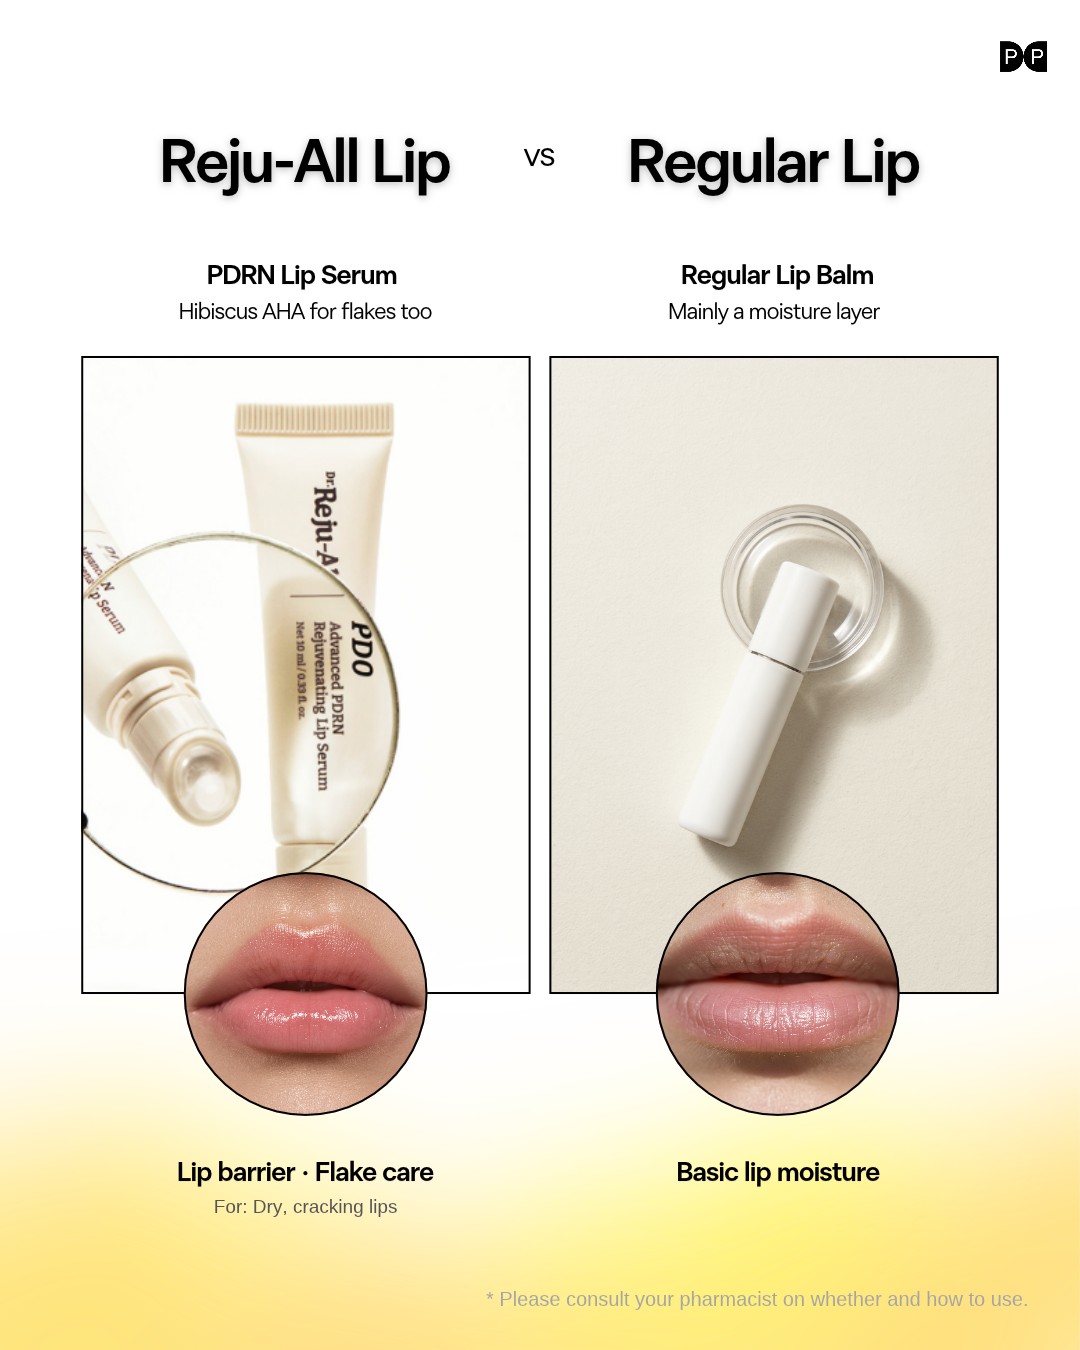 P P
Reju-All Lip vs Regular Lip
PDRN Lip Serum
Hibiscus AHA for flakes too
Regular Lip Balm
Mainly a moisture layer
Dr.Reju-A
PDO
Advanced PDRN
Rejuvenating Lip Serum
Net 10 ml / 0.33 fl. oz.
p Serum
Lip barrier · Flake care
For: Dry, cracking lips
Basic lip moisture
* Please consult your pharmacist on whether and how to use.